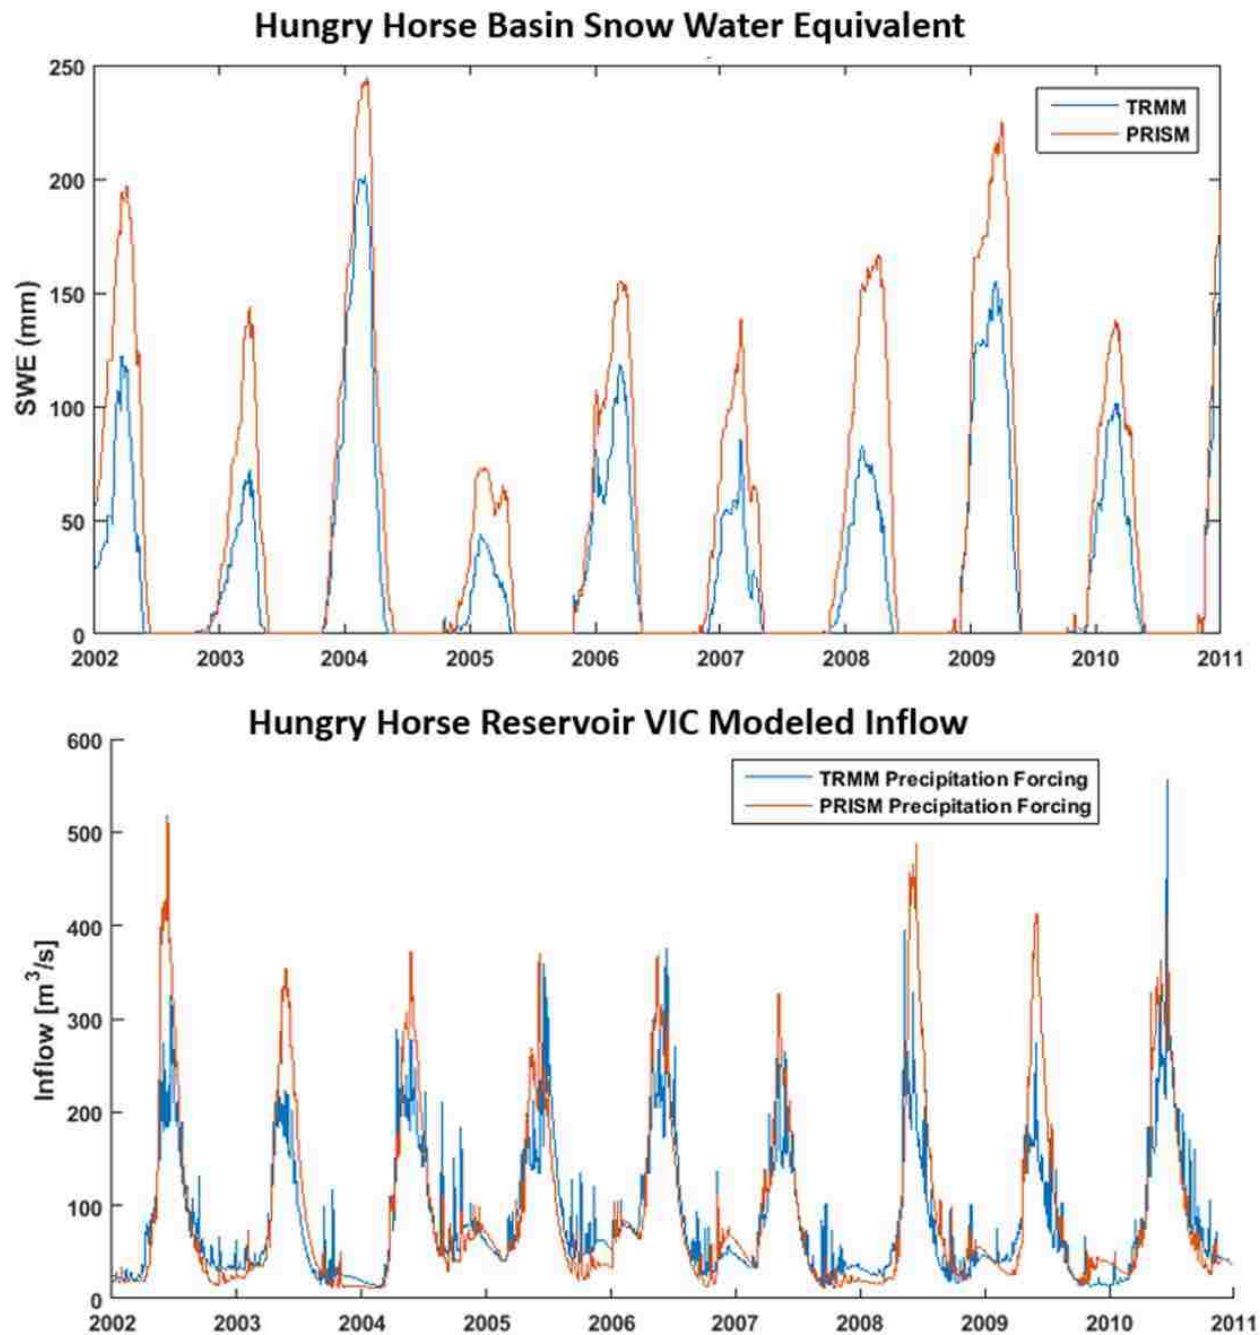 Hungry Horse Basin Snow Water Equivalent
250
200
150
100
50
0
SWE (mm)
TRMM
PRISM
2002 2003 2004 2005 2006 2007 2008 2009 2010 2011
Hungry Horse Reservoir VIC Modeled Inflow
600
500
400
300
200
100
0
Inflow [m³/s]
TRMM Precipitation Forcing
PRISM Precipitation Forcing
2002 2003 2004 2005 2006 2007 2008 2009 2010 2011